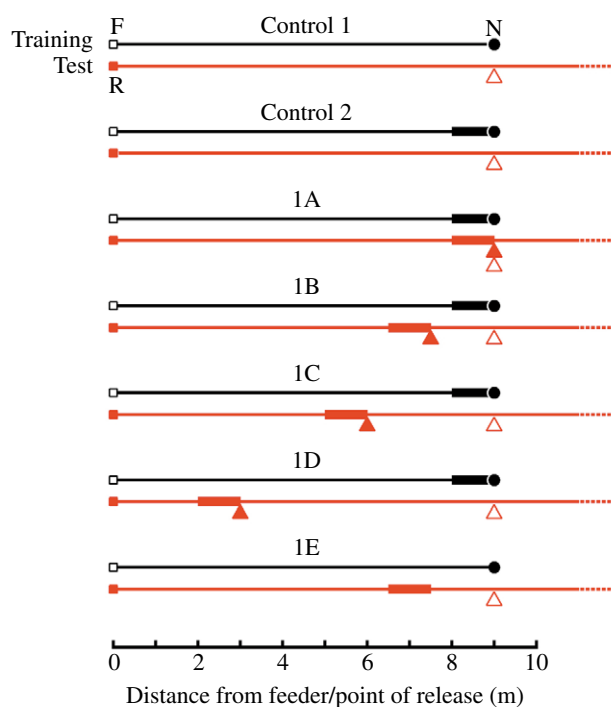 F Control 1 N
Training
Test
R
Control 2
1A
1B
1C
1D
1E
0 2 4 6 8 10
Distance from feeder/point of release (m)